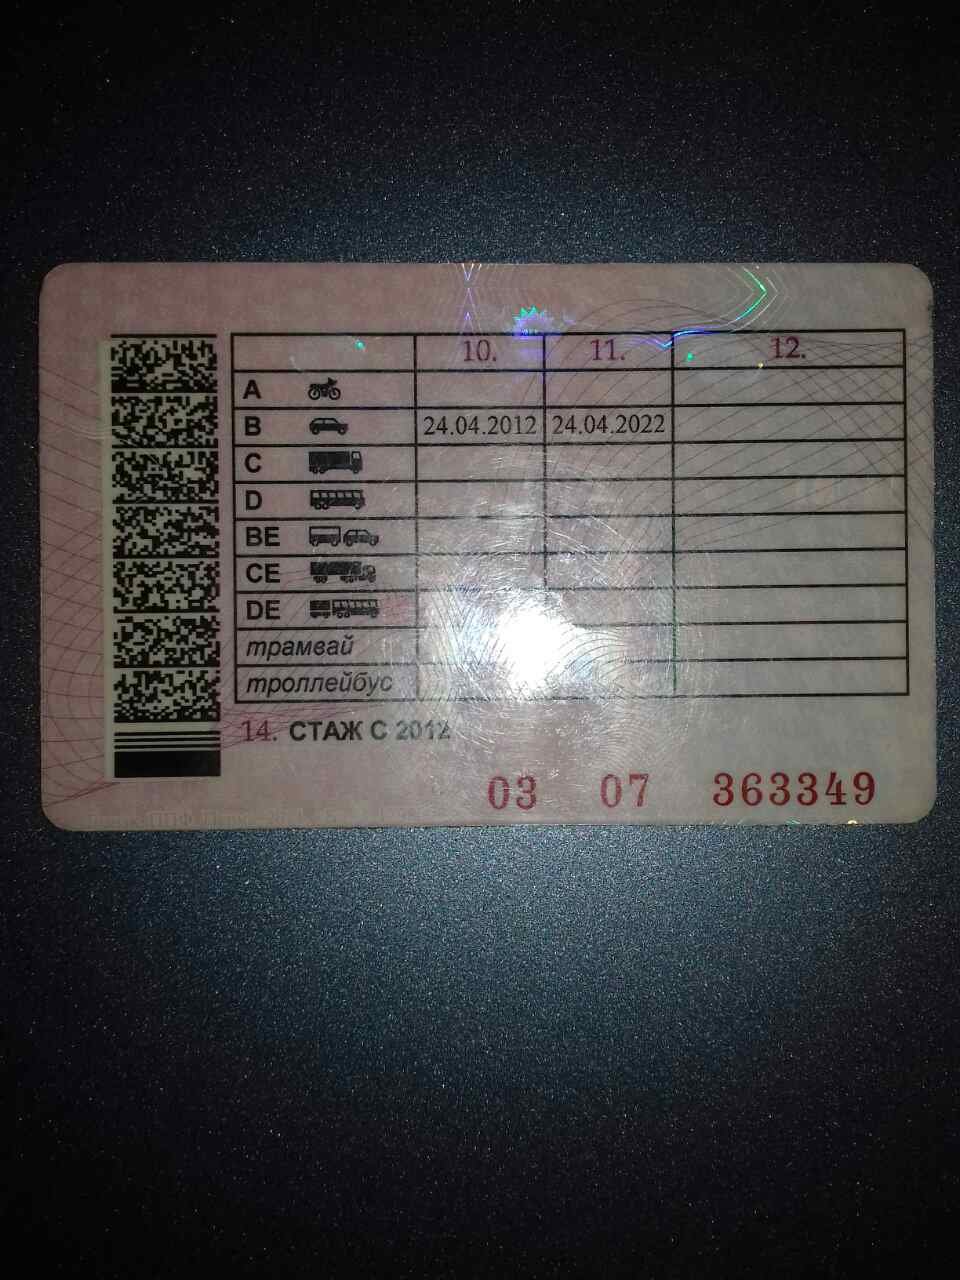 10. 11. 12.
A
B 24.04.2012 24.04.2022
C
D
BE
CE
DE
трамвай
троллейбус
14. СТАЖ С 2012
03 07 363349